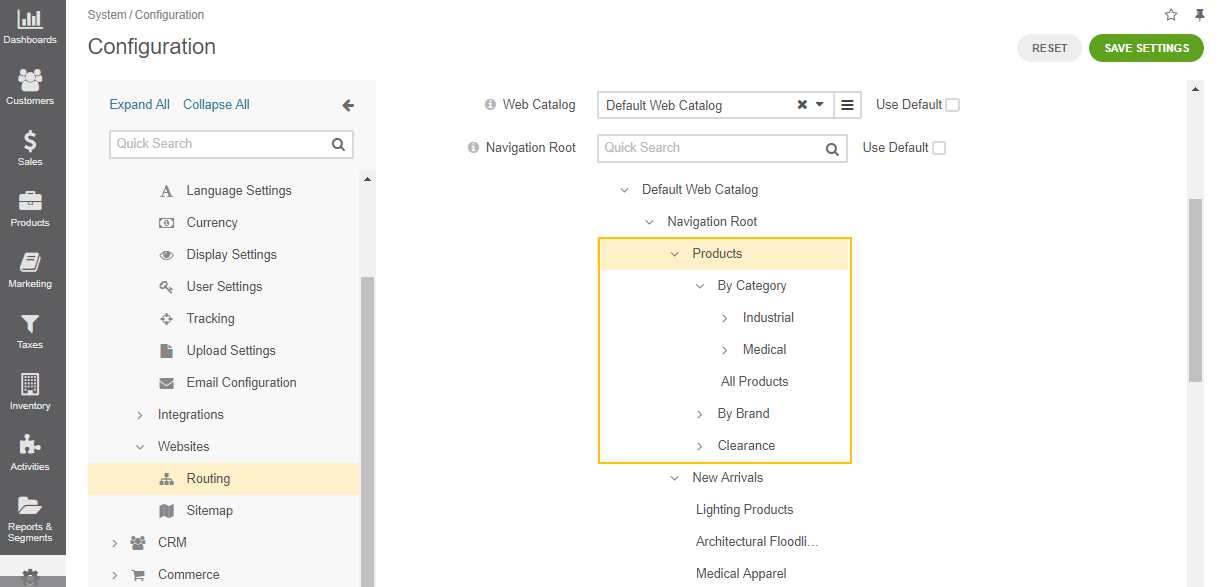 System / Configuration
Configuration
RESET
SAVE SETTINGS
Dashboards
Customers
Sales
Products
Marketing
Taxes
Inventory
Activities
Reports &
Segments
Expand All
Collapse All
Quick Search
Language Settings
Currency
Display Settings
User Settings
Tracking
Upload Settings
Email Configuration
Integrations
Websites
Routing
Sitemap
CRM
Commerce
Web Catalog
Default Web Catalog
Use Default
Navigation Root
Quick Search
Use Default
Default Web Catalog
Navigation Root
Products
By Category
Industrial
Medical
All Products
By Brand
Clearance
New Arrivals
Lighting Products
Architectural Floodli...
Medical Apparel